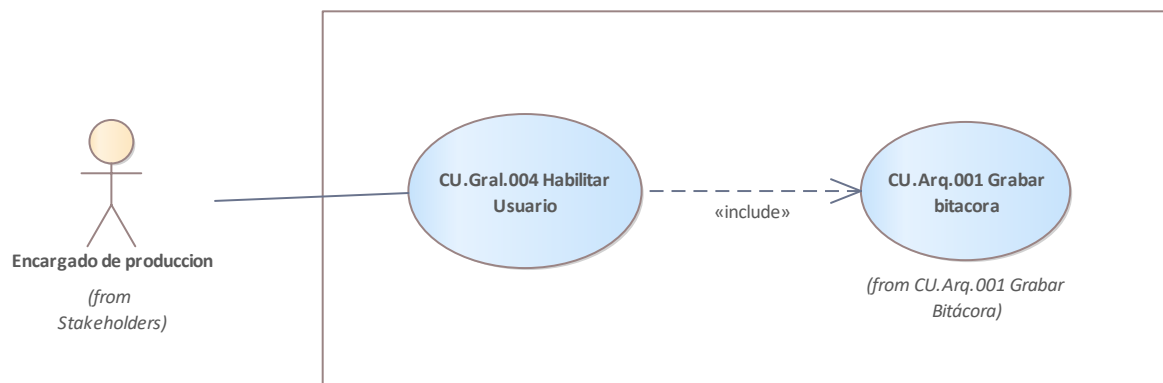 Encargado de produccion
(from
Stakeholders)
CU.Gral.004 Habilitar
Usuario
«include»
CU.Arq.001 Grabar
bitacora
(from CU.Arq.001 Grabar
Bitácora)